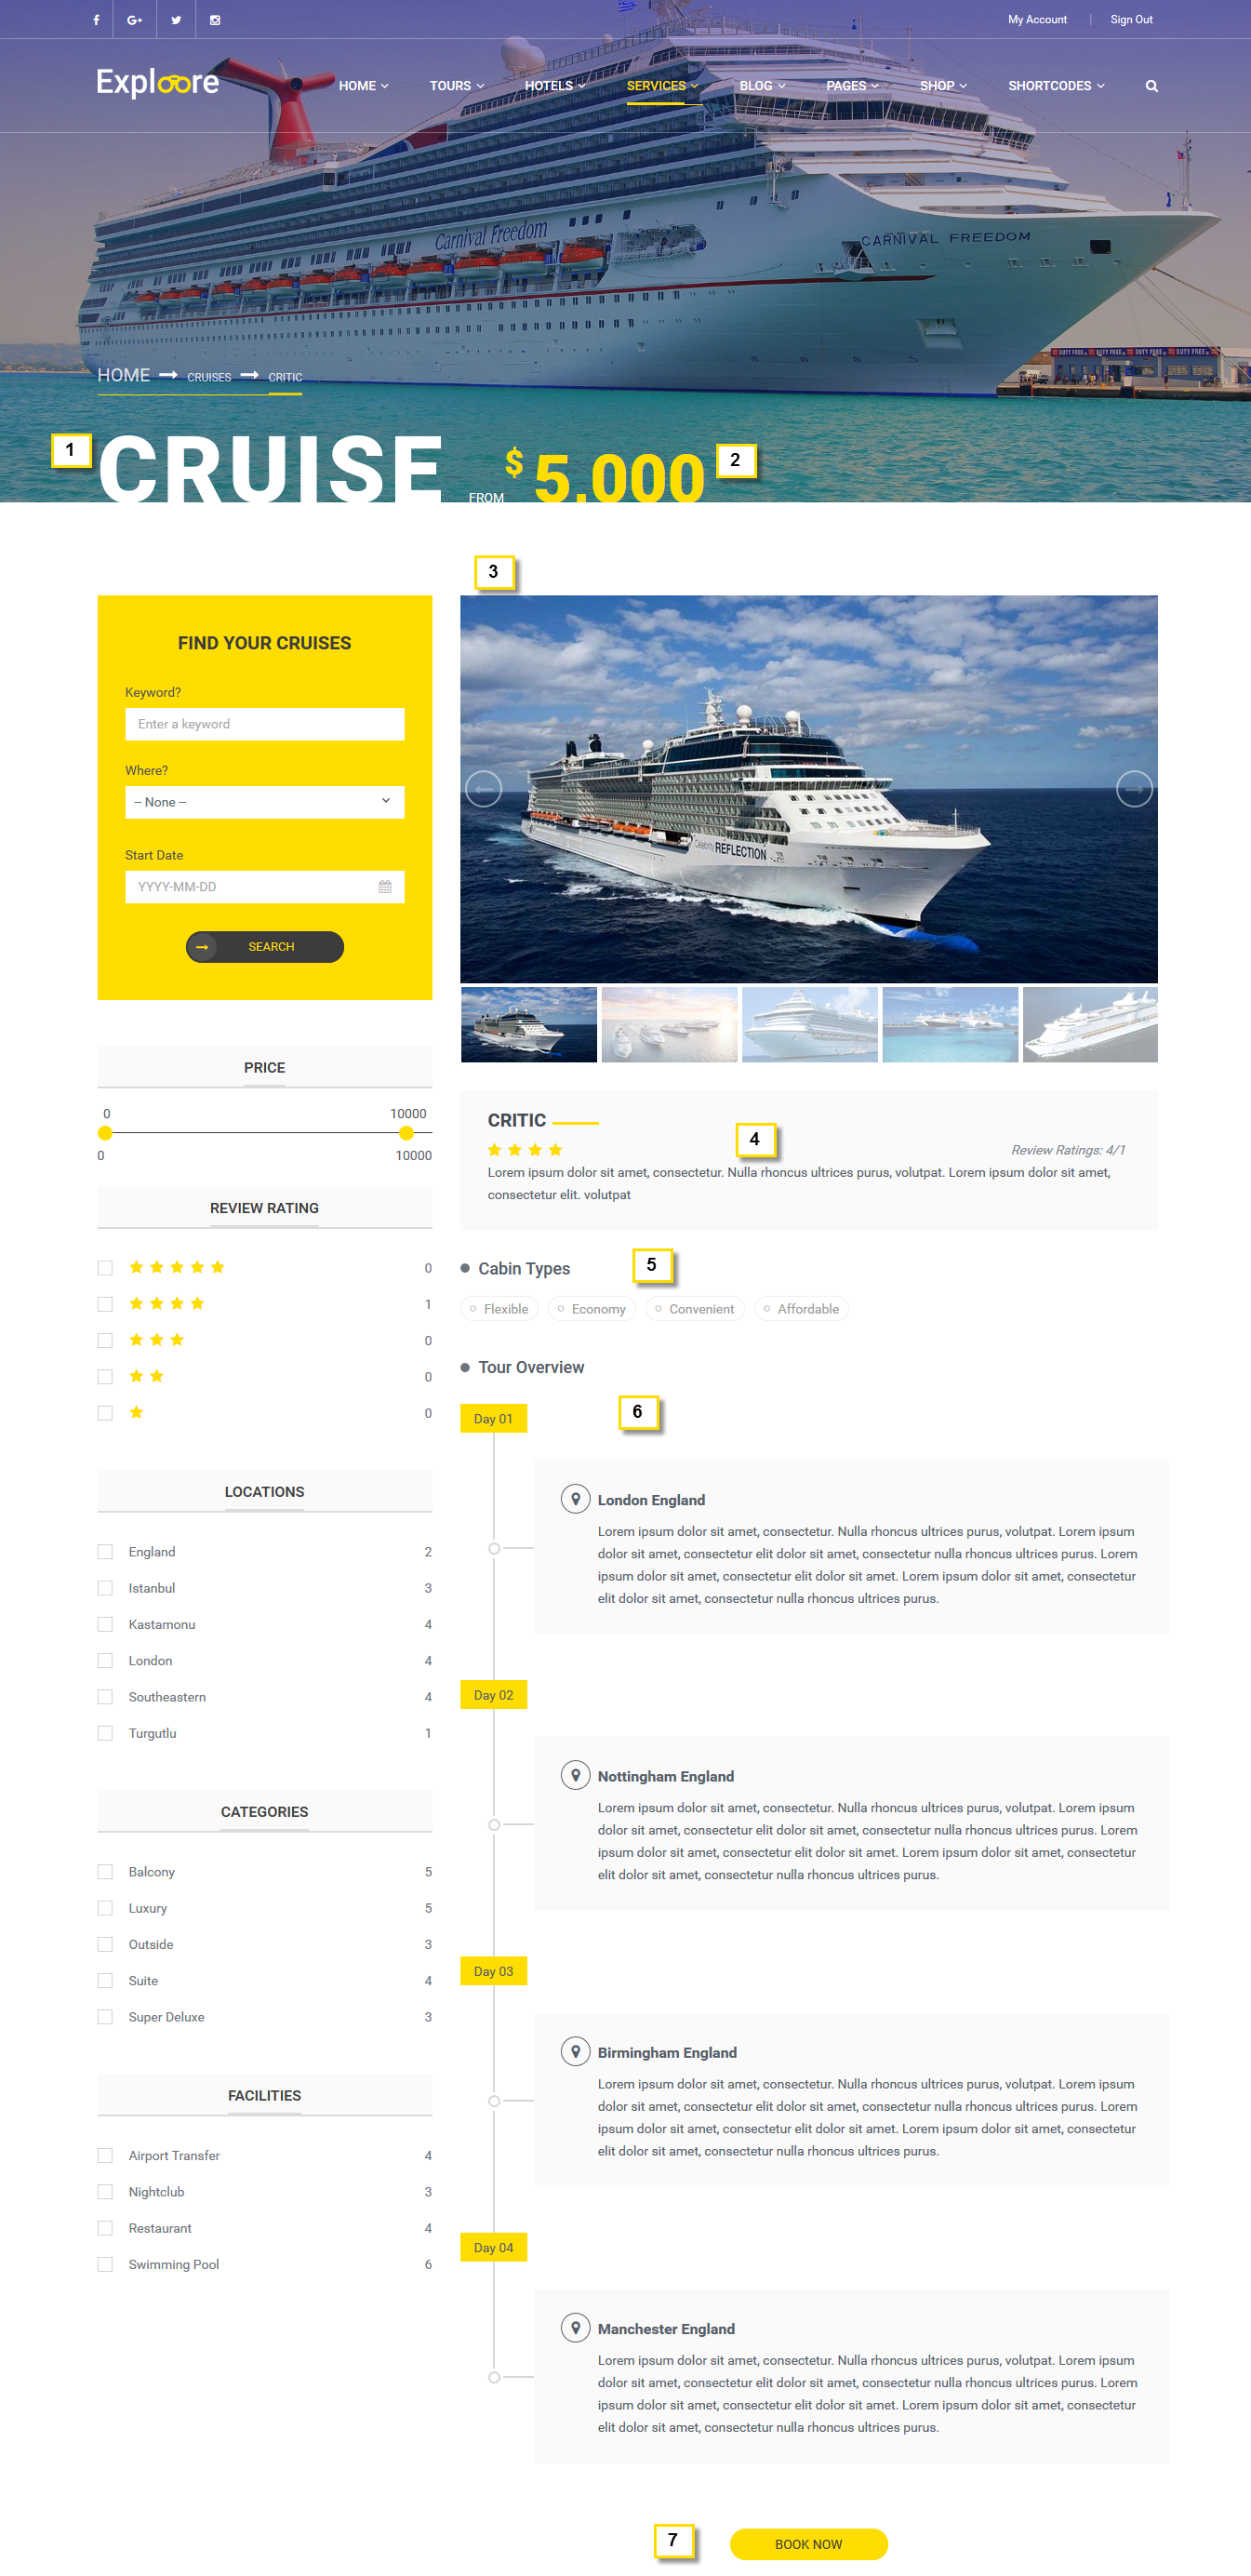 My Account | Sign Out
Exploore
HOME TOURS HOTELS SERVICES BLOG PAGES SHOP SHORTCODES
Carnival Freedom
CARNIVAL FREEDOM
DUTY FREE DUTY FREE DUTY FREE
HOME CRUISES CRITIC
1 CRUISE FROM $ 5.000 2
3
FIND YOUR CRUISES
Keyword?
Enter a keyword
Where?
-- None --
Start Date
YYYY-MM-DD
SEARCH
Celebrity REFLECTION
PRICE
0 10000
0 10000
REVIEW RATING
0
1
0
0
0
LOCATIONS
England 2
Istanbul 3
Kastamonu 4
London 4
Southeastern 4
Turgutlu 1
CATEGORIES
Balcony 5
Luxury 5
Outside 3
Suite 4
Super Deluxe 3
FACILITIES
Airport Transfer 4
Nightclub 3
Restaurant 4
Swimming Pool 6
CRITIC
4
Review Ratings: 4/1
Lorem ipsum dolor sit amet, consectetur. Nulla rhoncus ultrices purus, volutpat. Lorem ipsum dolor sit amet,
consectetur elit. volutpat
Cabin Types 5
Flexible Economy Convenient Affordable
Tour Overview
6
Day 01
London England
Lorem ipsum dolor sit amet, consectetur. Nulla rhoncus ultrices purus, volutpat. Lorem ipsum
dolor sit amet, consectetur elit dolor sit amet, consectetur nulla rhoncus ultrices purus. Lorem
ipsum dolor sit amet, consectetur elit dolor sit amet. Lorem ipsum dolor sit amet, consectetur
elit dolor sit amet, consectetur nulla rhoncus ultrices purus.
Day 02
Nottingham England
Lorem ipsum dolor sit amet, consectetur. Nulla rhoncus ultrices purus, volutpat. Lorem ipsum
dolor sit amet, consectetur elit dolor sit amet, consectetur nulla rhoncus ultrices purus. Lorem
ipsum dolor sit amet, consectetur elit dolor sit amet. Lorem ipsum dolor sit amet, consectetur
elit dolor sit amet, consectetur nulla rhoncus ultrices purus.
Day 03
Birmingham England
Lorem ipsum dolor sit amet, consectetur. Nulla rhoncus ultrices purus, volutpat. Lorem ipsum
dolor sit amet, consectetur elit dolor sit amet, consectetur nulla rhoncus ultrices purus. Lorem
ipsum dolor sit amet, consectetur elit dolor sit amet. Lorem ipsum dolor sit amet, consectetur
elit dolor sit amet, consectetur nulla rhoncus ultrices purus.
Day 04
Manchester England
Lorem ipsum dolor sit amet, consectetur. Nulla rhoncus ultrices purus, volutpat. Lorem ipsum
dolor sit amet, consectetur elit dolor sit amet, consectetur nulla rhoncus ultrices purus. Lorem
ipsum dolor sit amet, consectetur elit dolor sit amet. Lorem ipsum dolor sit amet, consectetur
elit dolor sit amet, consectetur nulla rhoncus ultrices purus.
7 BOOK NOW